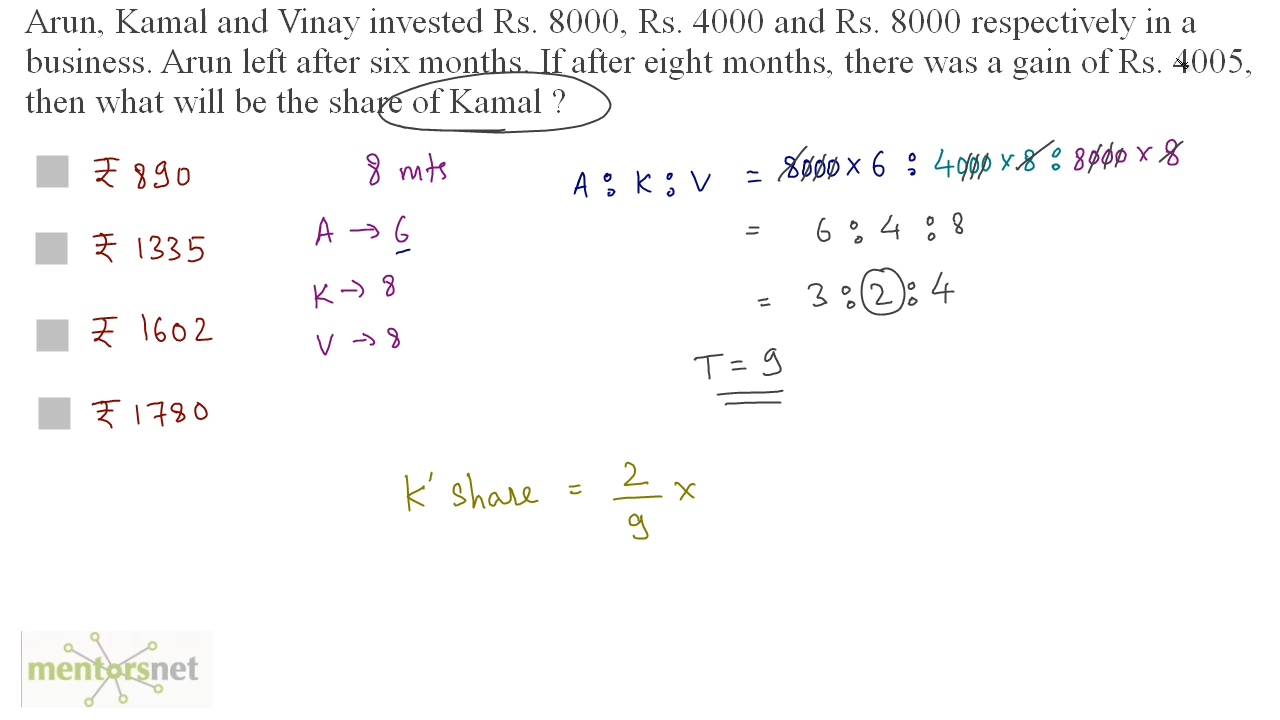 Arun, Kamal and Vinay invested Rs. 8000, Rs. 4000 and Rs. 8000 respectively in a
business. Arun left after six months. If after eight months, there was a gain of Rs. 4005,
then what will be the share of Kamal ?
₹ 890
₹ 1335
₹ 1602
₹ 1780
8 mts
A → 6
K → 8
V → 8
A : K : V = 8000 × 6 : 4000 × 8 : 8000 × 8
= 6 : 4 : 8
= 3 : 2 : 4
T = 9
K' share = 2/9 ×
mentorsnet